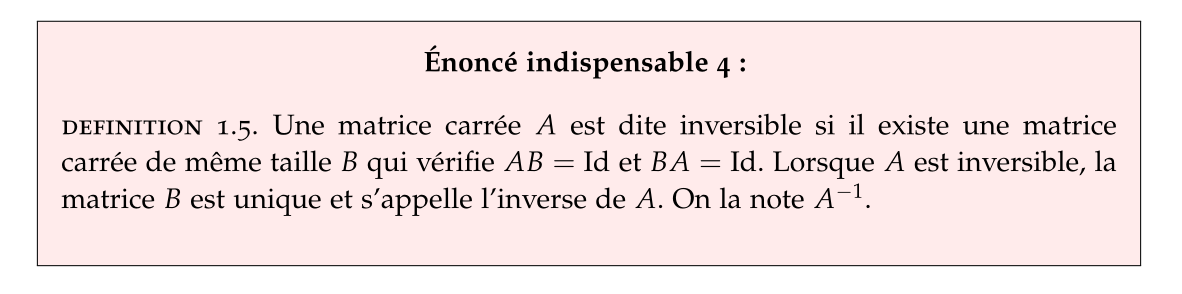 Énoncé indispensable 4 :
DEFINITION 1.5. Une matrice carrée A est dite inversible si il existe une matrice
carrée de même taille B qui vérifie AB = Id et BA = Id. Lorsque A est inversible, la
matrice B est unique et s'appelle l'inverse de A. On la note A⁻¹.